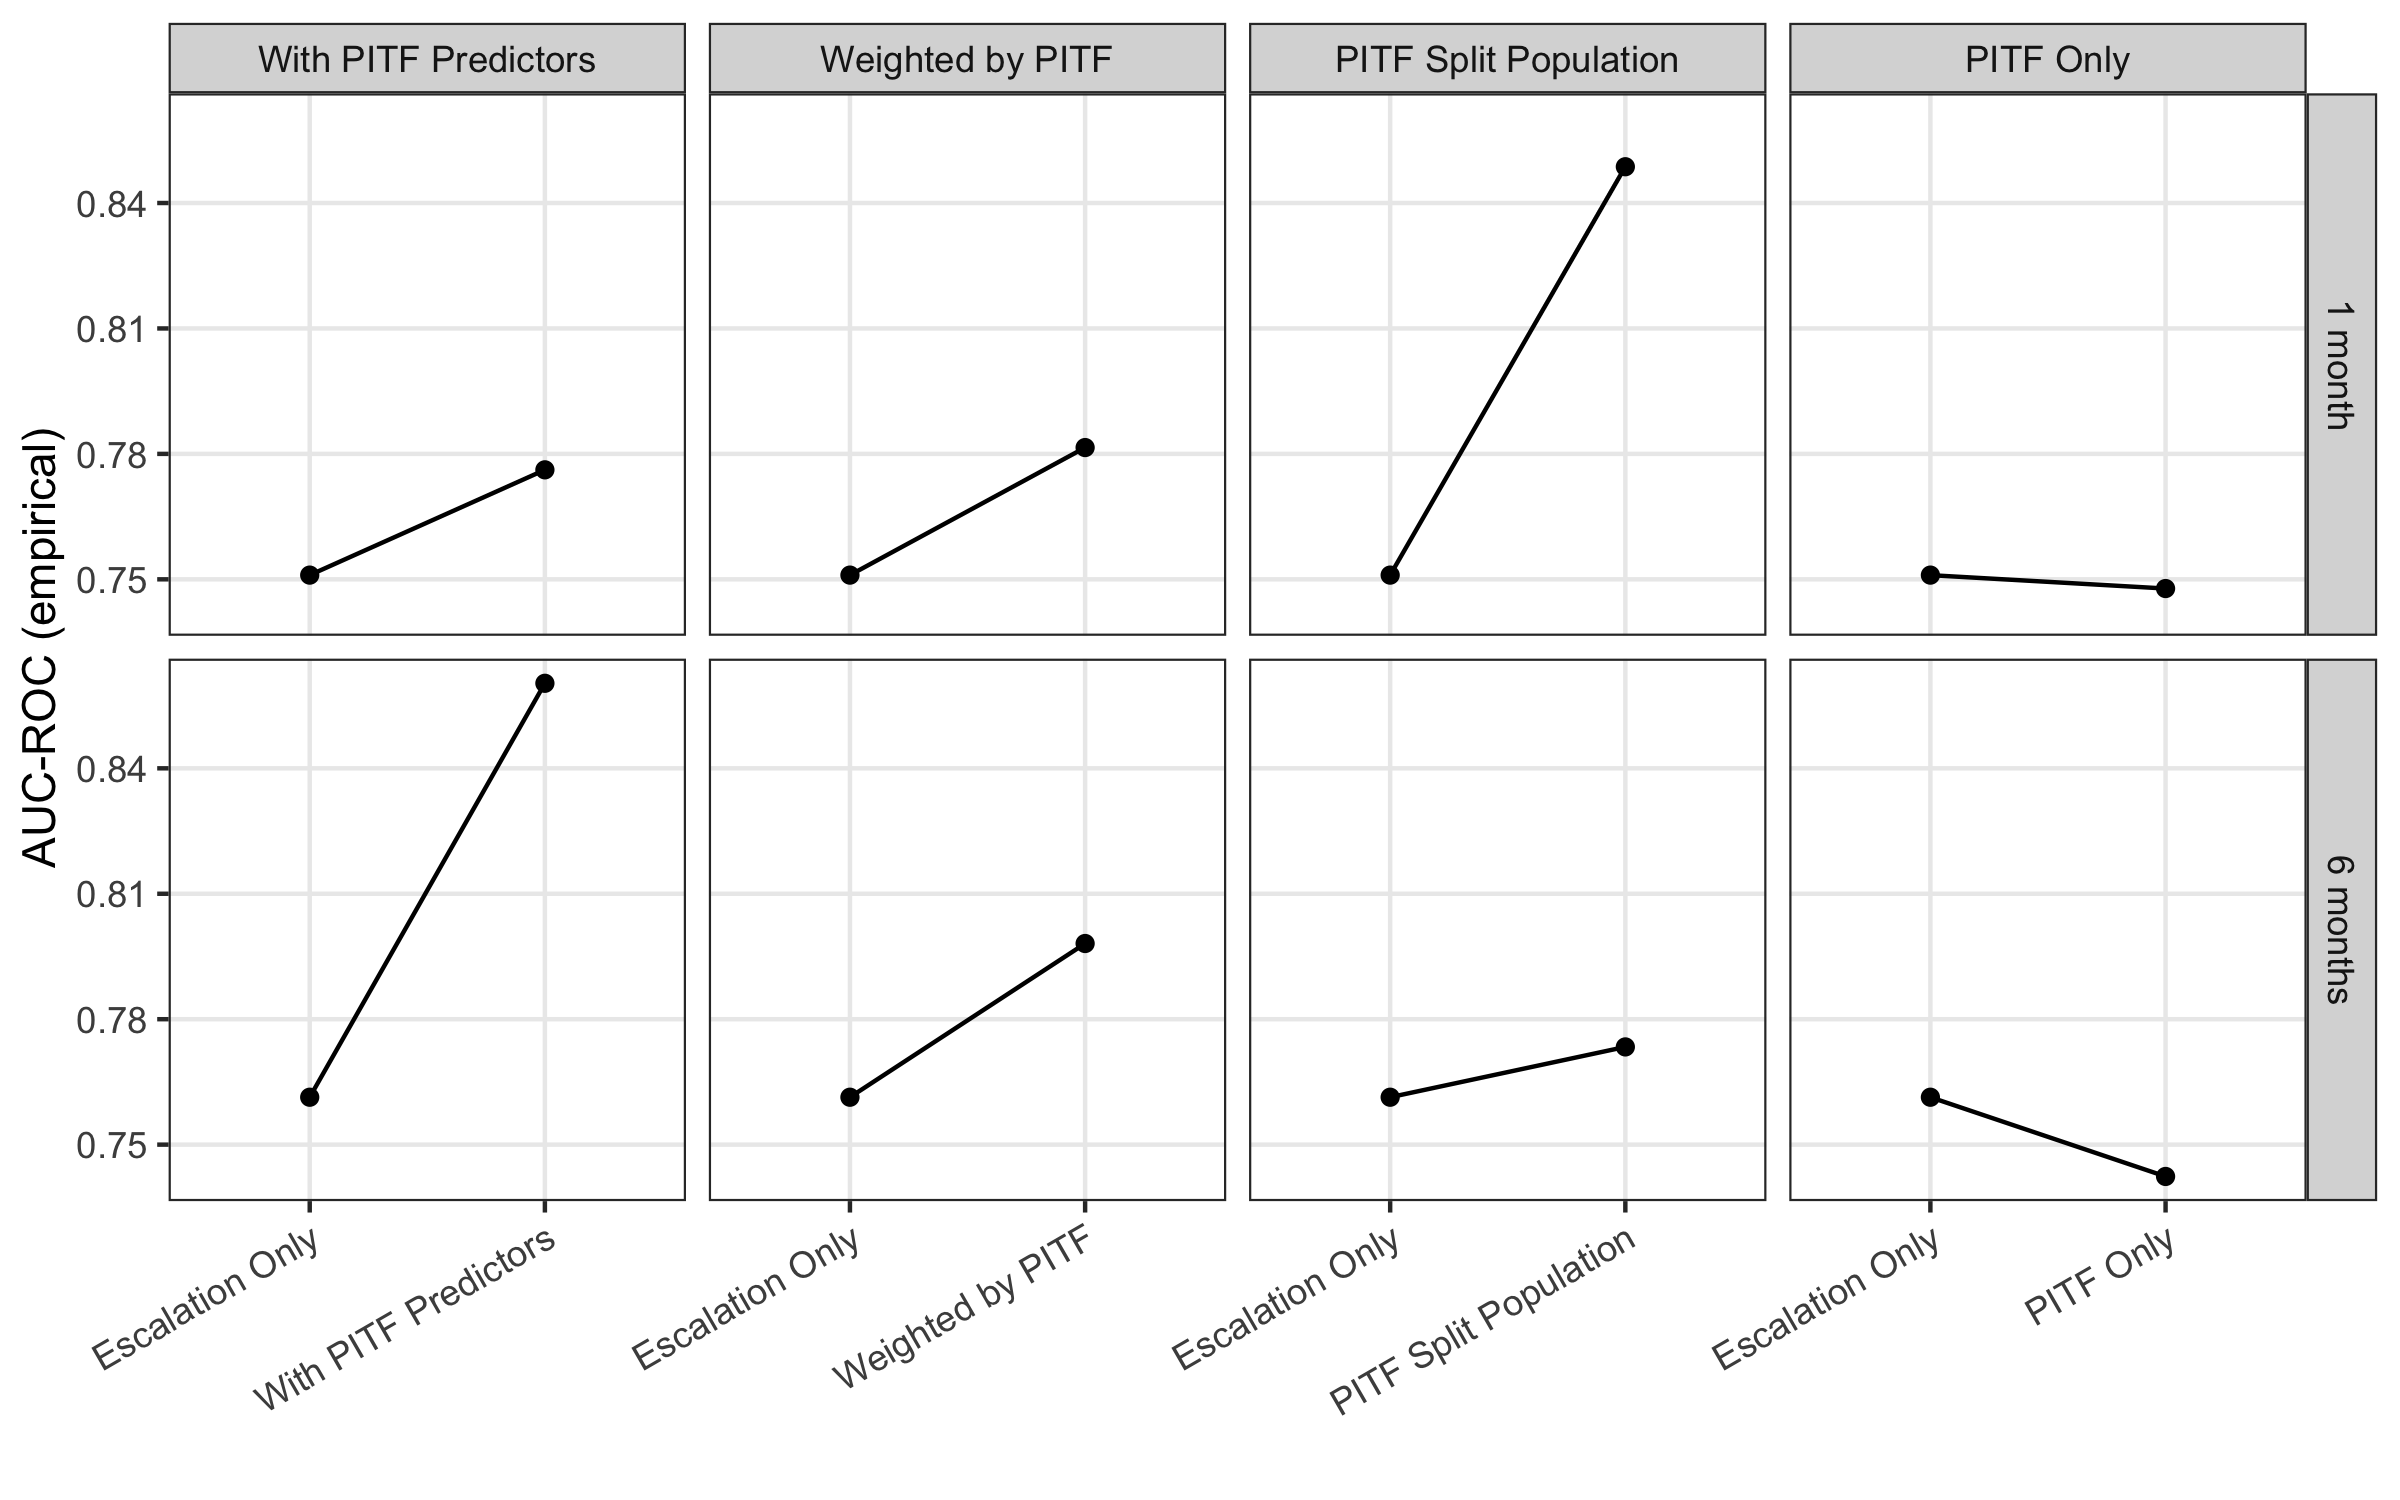 With PITF Predictors
Weighted by PITF
PITF Split Population
PITF Only
AUC-ROC (empirical)
0.84
0.81
0.78
0.75
1 month
0.84
0.81
0.78
0.75
6 months
Escalation Only
With PITF Predictors
Escalation Only
Weighted by PITF
Escalation Only
PITF Split Population
Escalation Only
PITF Only